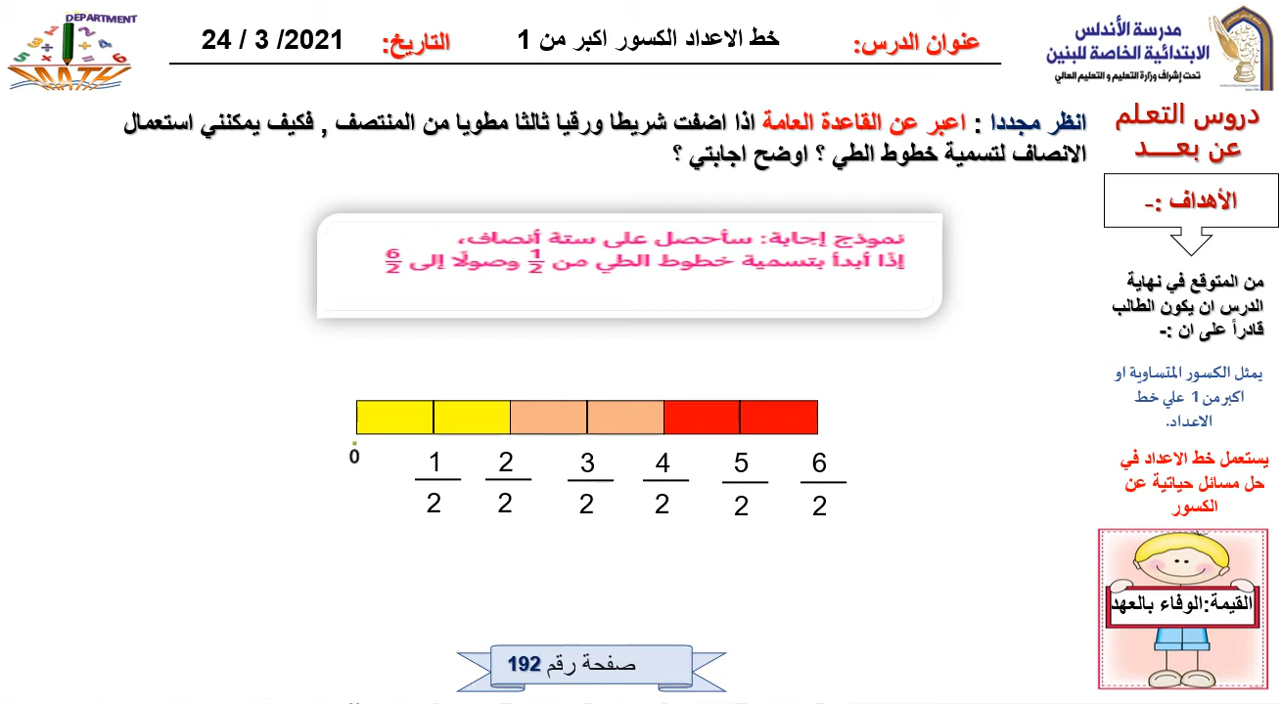 DEPARTMENT
MATH
عنوان الدرس: خط الاعداد الكسور اكبر من 1
التاريخ: 24 / 3 /2021
مدرسة الأندلس
الابتدائية الخاصة للبنين
تحت إشراف وزارة التعليم و التعليم العالي
دروس التعـلم
عن بعـــــد
الأهداف :-
من المتوقع في نهاية
الدرس ان يكون الطالب
قادراً على ان :-
يمثل الكسور المتساوية او
اكبر من 1 علي خط
الاعداد.
يستعمل خط الاعداد في
حل مسائل حياتية عن
الكسور
القيمة:الوفاء بالعهد
انظر مجددا : اعبر عن القاعدة العامة اذا اضفت شريطا ورقيا ثالثا مطويا من المنتصف , فكيف يمكنني استعمال
الانصاف لتسمية خطوط الطي ؟ اوضح اجابتي ؟
نموذج إجابة: سأحصل على ستة أنصاف،
إذًا أبدأ بتسمية خطوط الطي من 1/2 وصولًا إلى 6/2
0 1/2 2/2 3/2 4/2 5/2 6/2
صفحة رقم 192